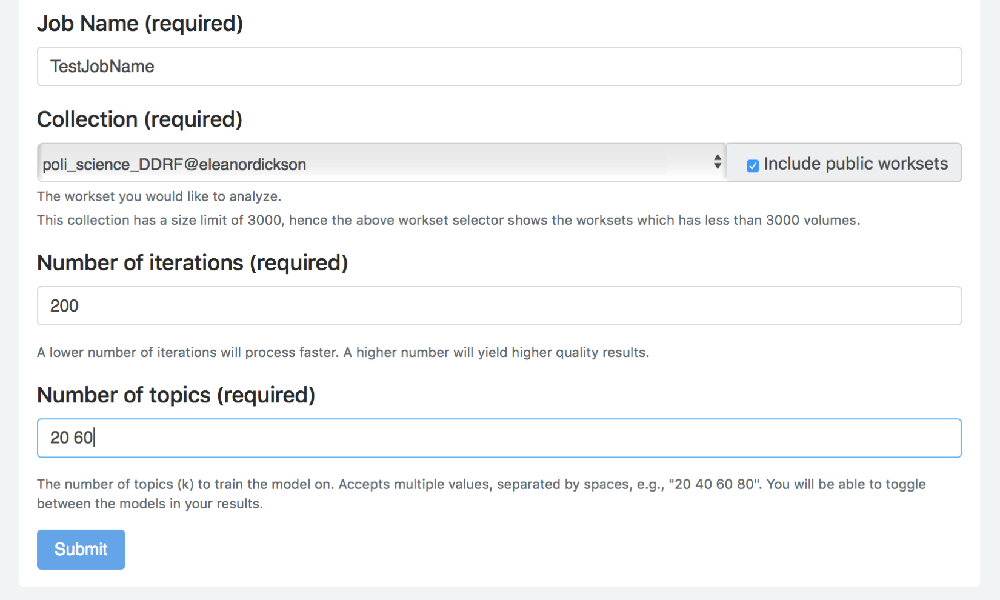 Job Name (required)
TestJobName
Collection (required)
poli_science_DDRF@eleanordickson
Include public worksets
The workset you would like to analyze.
This collection has a size limit of 3000, hence the above workset selector shows the worksets which has less than 3000 volumes.
Number of iterations (required)
200
A lower number of iterations will process faster. A higher number will yield higher quality results.
Number of topics (required)
20 60
The number of topics (k) to train the model on. Accepts multiple values, separated by spaces, e.g., "20 40 60 80". You will be able to toggle
between the models in your results.
Submit